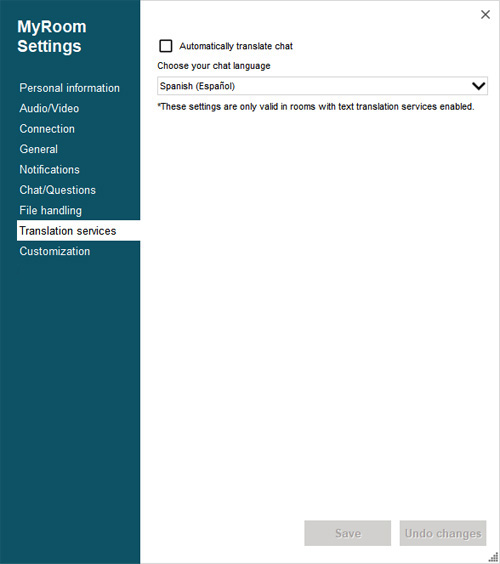 MyRoom
Settings
Personal information
Audio/Video
Connection
General
Notifications
Chat/Questions
File handling
Translation services
Customization
Automatically translate chat
Choose your chat language
Spanish (Español)
*These settings are only valid in rooms with text translation services enabled.
Save
Undo changes